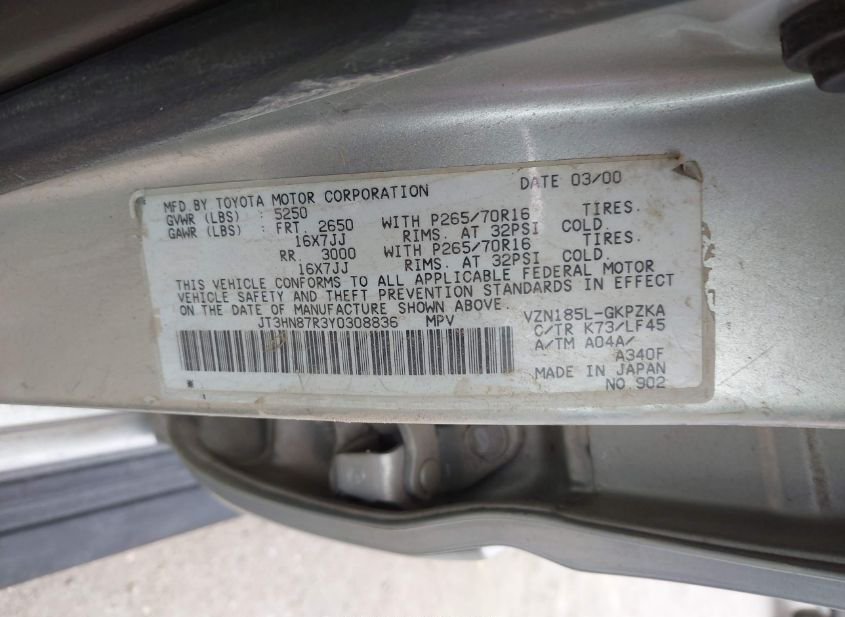 MFD BY TOYOTA MOTOR CORPORATION DATE 03/00
GVWR (LBS) : 5250
GAWR (LBS) : FRT. 2650 WITH P265/70R16 TIRES.
16X7JJ RIMS. AT 32PSI COLD.
RR. 3000 WITH P265/70R16 TIRES.
16X7JJ RIMS. AT 32PSI COLD.
THIS VEHICLE CONFORMS TO ALL APPLICABLE FEDERAL MOTOR
VEHICLE SAFETY AND THEFT PREVENTION STANDARDS IN EFFECT
ON THE DATE OF MANUFACTURE SHOWN ABOVE.
JT3HN87R3Y0308836 MPV VZN185L-GKPZKA
C/TR K73/LF45
A/TM A04A/
A340F
MADE IN JAPAN
NO.902